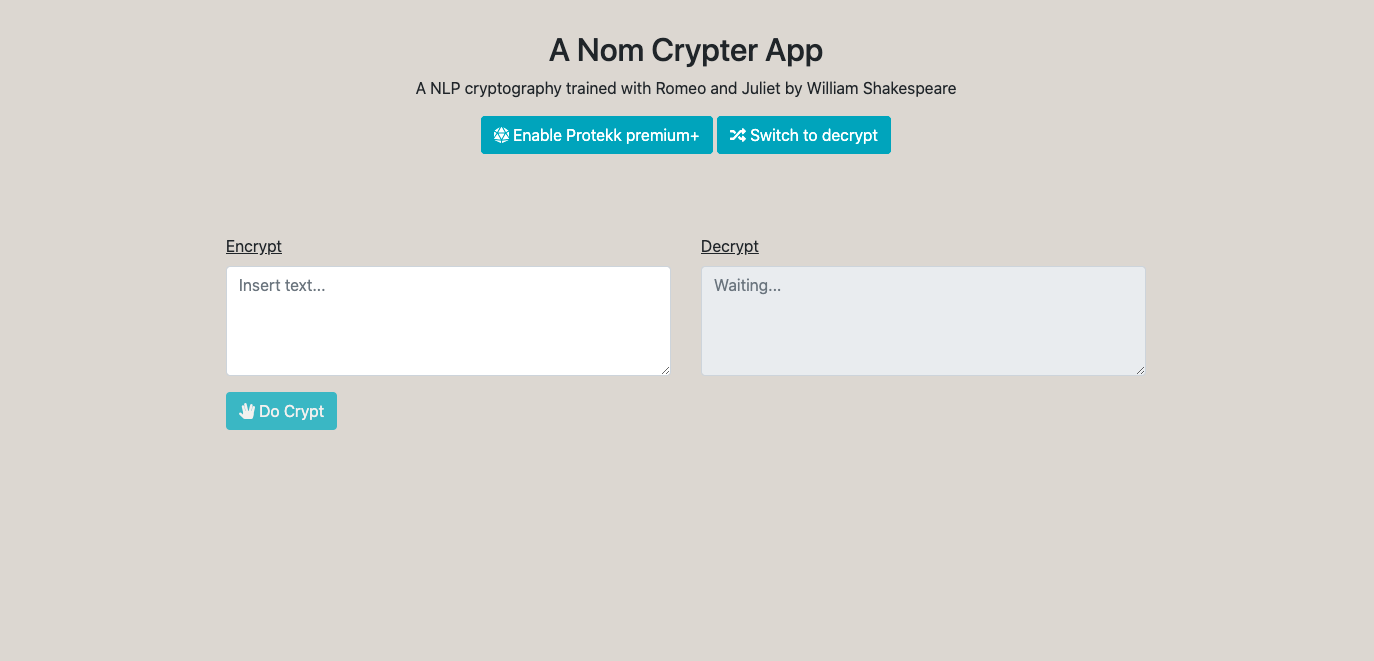 A Nom Crypter App
A NLP cryptography trained with Romeo and Juliet by William Shakespeare
Enable Protekk premium+ Switch to decrypt
Encrypt Decrypt
Insert text... Waiting...
Do Crypt